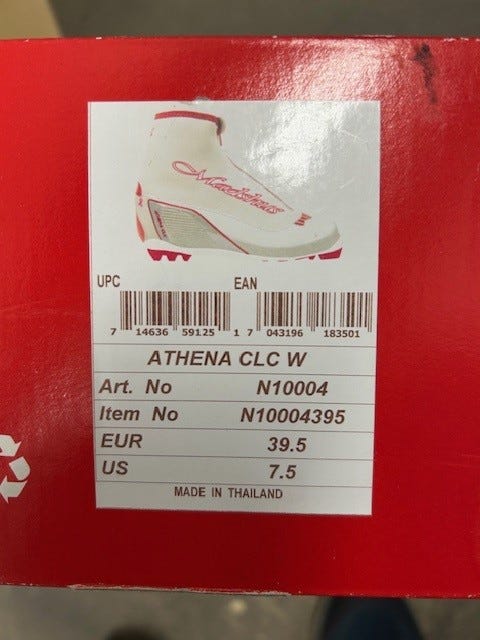 Madshus
UPC EAN
7 14636 59125 1 7 043196 183501
ATHENA CLC W
Art. No N10004
Item No N10004395
EUR 39.5
US 7.5
MADE IN THAILAND